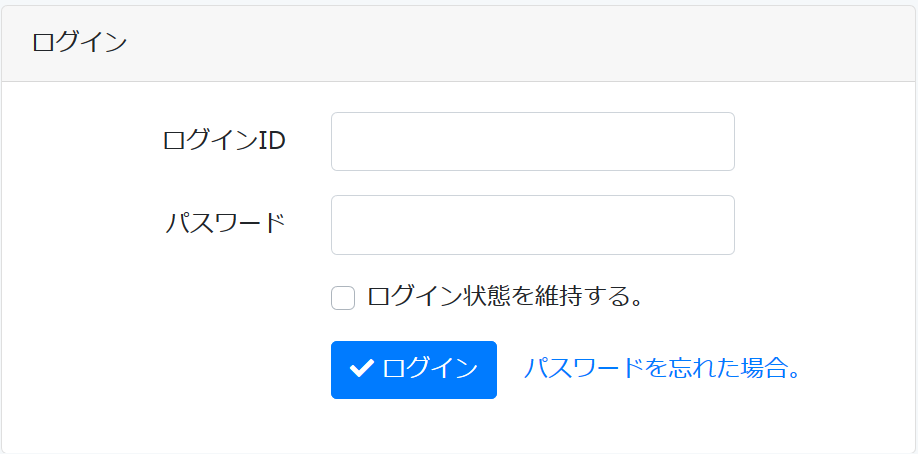 ログイン
ログインID
パスワード
ログイン状態を維持する。
ログイン パスワードを忘れた場合。